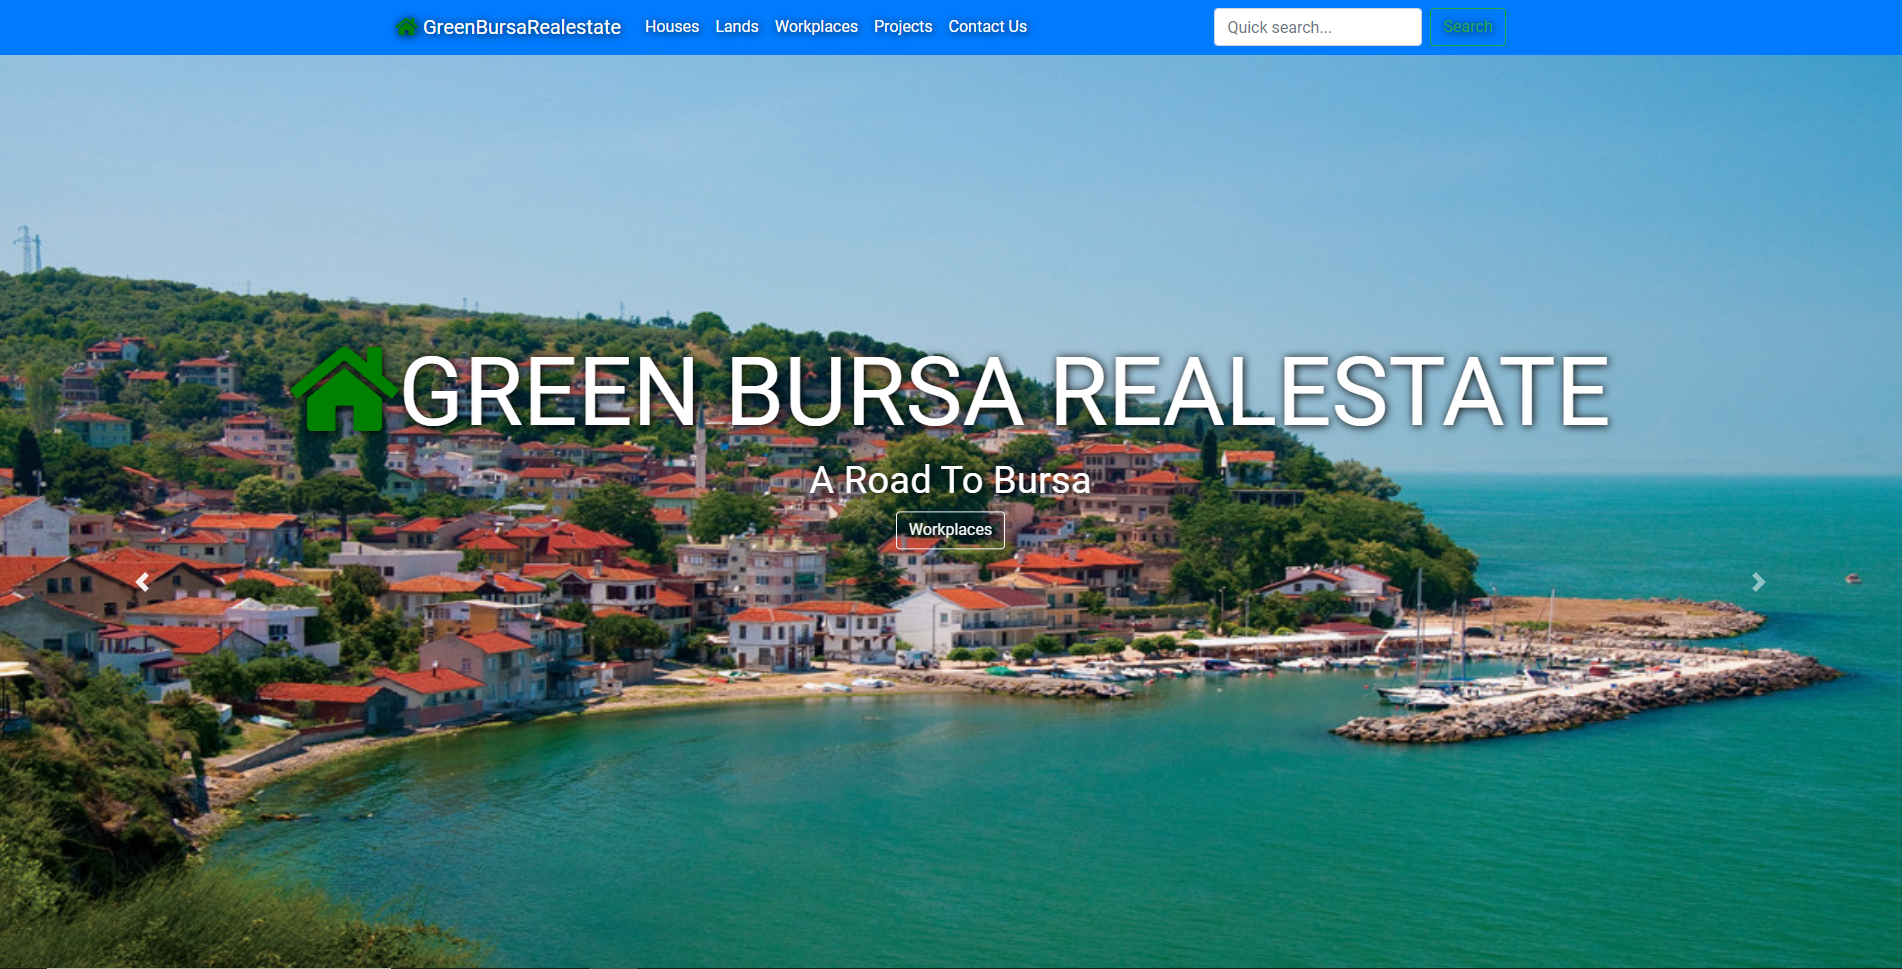 GreenBursaRealestate Houses Lands Workplaces Projects Contact Us Quick search... Search
GREEN BURSA REALESTATE
A Road To Bursa
Workplaces